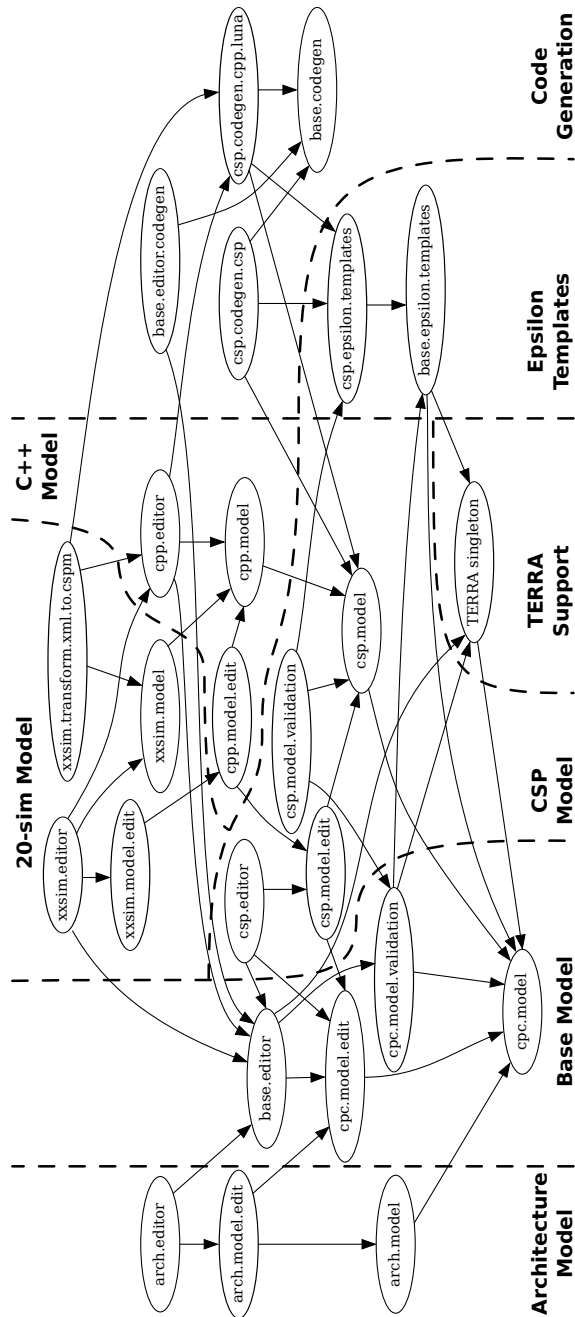 20-sim Model
C++
Model
xxsim.editor
xxsim.transform.xml.to.cspm
xxsim.model.edit
xxsim.model
arch.editor
cpp.editor
base.editor.codegen
arch.model.edit
csp.editor
cpp.model.edit
cpp.model
csp.codegen.csp
csp.codegen.cpp.luna
base.editor
csp.model.validation
base.codegen
cpc.model.edit
csp.model.edit
csp.model
csp.epsilon.templates
arch.model
cpc.model.validation
base.epsilon.templates
TERRA singleton
cpc.model
Architecture
Model
Base Model
CSP
Model
TERRA
Support
Epsilon
Templates
Code
Generation